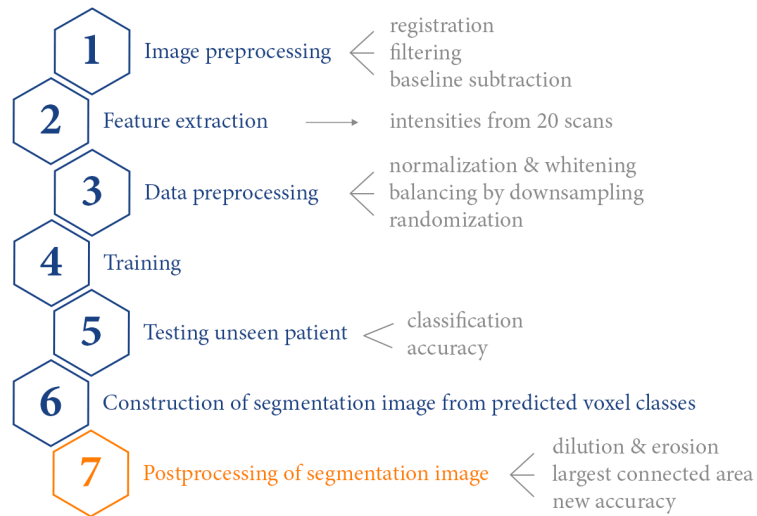 1 Image preprocessing
registration
filtering
baseline subtraction
2 Feature extraction
intensities from 20 scans
3 Data preprocessing
normalization & whitening
balancing by downsampling
randomization
4 Training
5 Testing unseen patient
classification
accuracy
6 Construction of segmentation image from predicted voxel classes
7 Postprocessing of segmentation image
dilution & erosion
largest connected area
new accuracy